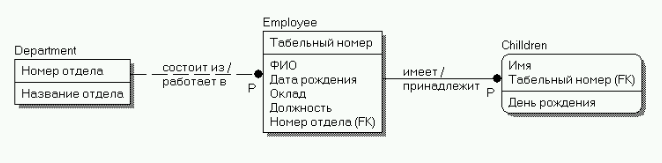 Department
Номер отдела
Название отдела
состоит из /
работает в
P
Employee
Табельный номер
ФИО
Дата рождения
Оклад
Должность
Номер отдела (FK)
имеет /
принадлежит
P
Chilldren
Имя
Табельный номер (FK)
День рождения